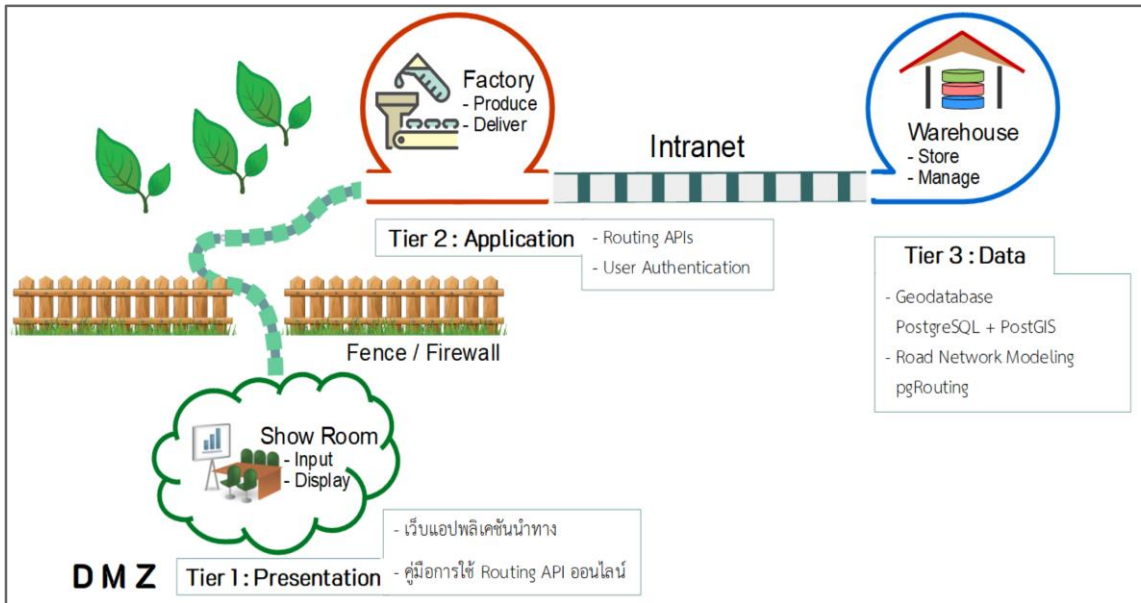 Factory
- Produce
- Deliver
Intranet
Warehouse
- Store
- Manage
Tier 2 : Application
- Routing APIs
- User Authentication
Tier 3 : Data
- Geodatabase
PostgreSQL + PostGIS
- Road Network Modeling
pgRouting
Fence / Firewall
Show Room
- Input
- Display
DMZ
Tier 1 : Presentation
- เว็บแอปพลิเคชันนำทาง
- คู่มือการใช้ Routing API ออนไลน์